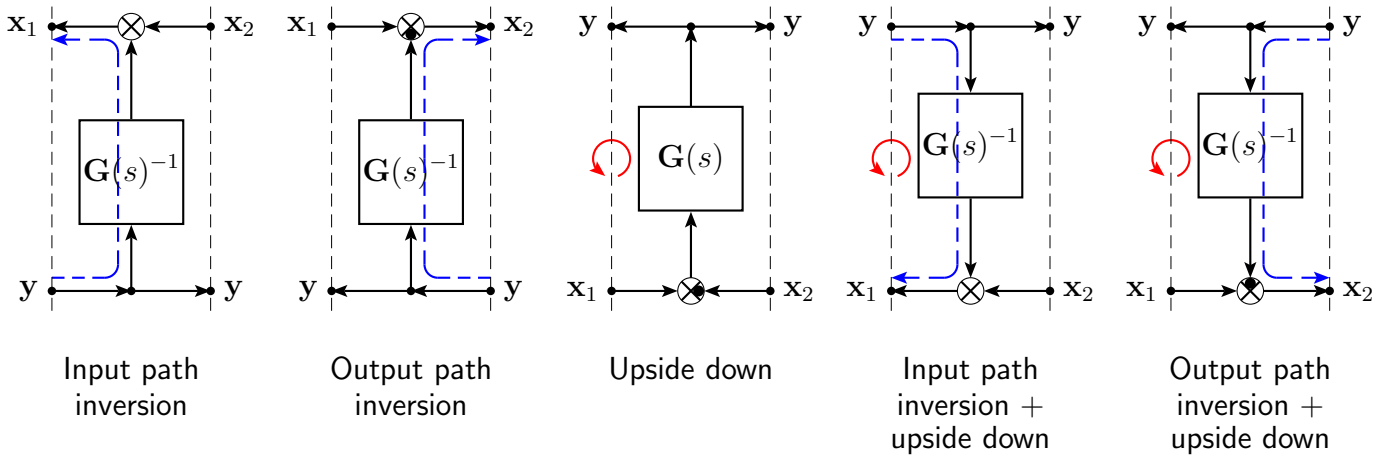 x₁ x₂ x₁ x₂ y y y y y y
G(s)⁻¹ G(s)⁻¹ G(s) G(s)⁻¹ G(s)⁻¹
y y y y x₁ x₂ x₁ x₂ x₁ x₂
Input path
inversion
Output path
inversion
Upside down
Input path
inversion +
upside down
Output path
inversion +
upside down